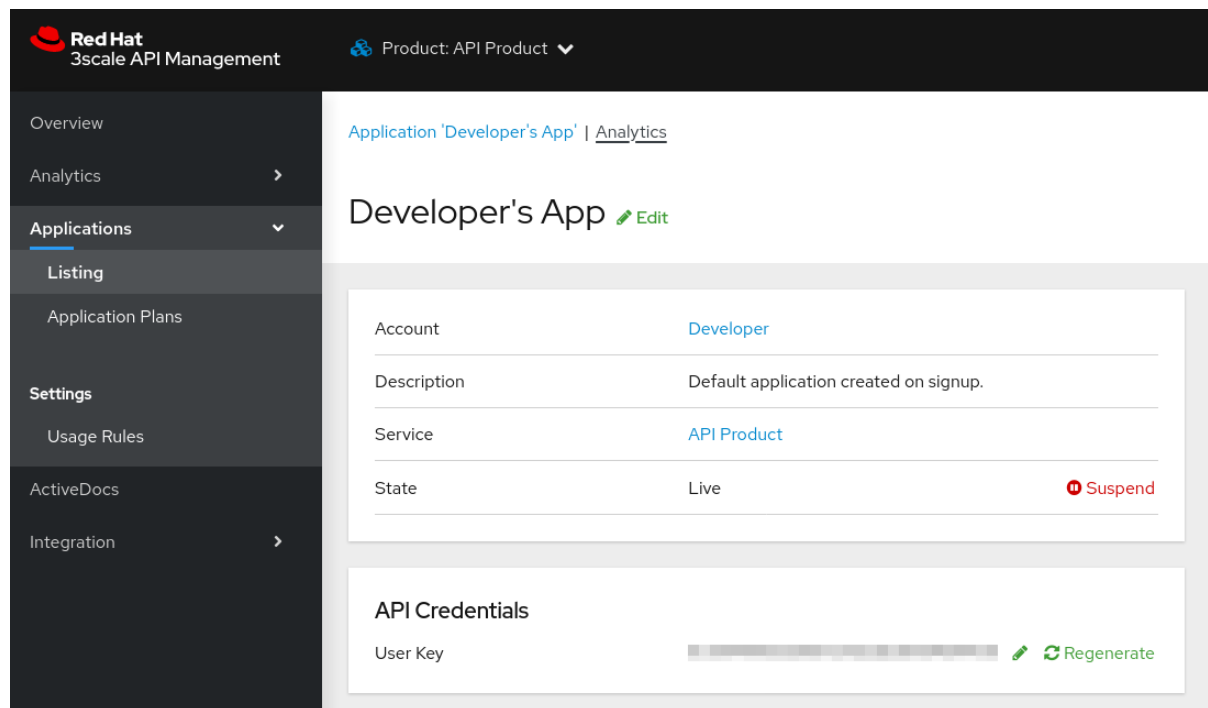 Red Hat
3scale API Management
Product: API Product
Overview
Analytics
Applications
Listing
Application Plans
Settings
Usage Rules
ActiveDocs
Integration
Application 'Developer's App' | Analytics
Developer's App Edit
Account Developer
Description Default application created on signup.
Service API Product
State Live Suspend
API Credentials
User Key Regenerate